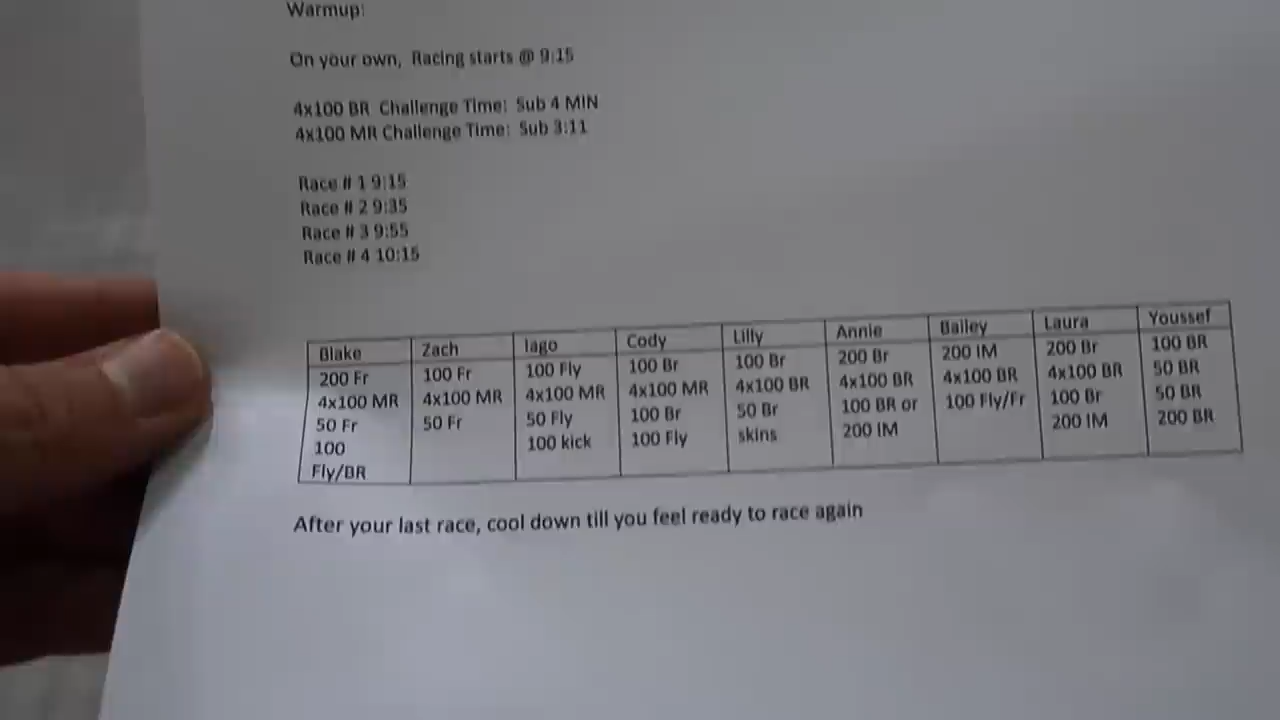 Warmup:
On your own, Racing starts @ 9:15
4x100 BR Challenge Time: Sub 4 MIN
4x100 MR Challenge Time: Sub 3:11
Race # 1 9:15
Race # 2 9:35
Race # 3 9:55
Race # 4 10:15
Blake Zach Iago Cody Lilly Annie Bailey Laura Youssef
200 Fr 100 Fr 100 Fly 100 Br 100 Br 200 Br 200 IM 200 Br 100 BR
4x100 MR 4x100 MR 4x100 MR 4x100 MR 4x100 BR 4x100 BR 4x100 BR 4x100 BR 50 BR
50 Fr 50 Fr 50 Fly 100 Br 50 Br 100 BR or 100 Fly/Fr 100 Br 50 BR
100 100 kick 100 Fly skins 200 IM 200 IM 200 BR
Fly/BR
After your last race, cool down till you feel ready to race again